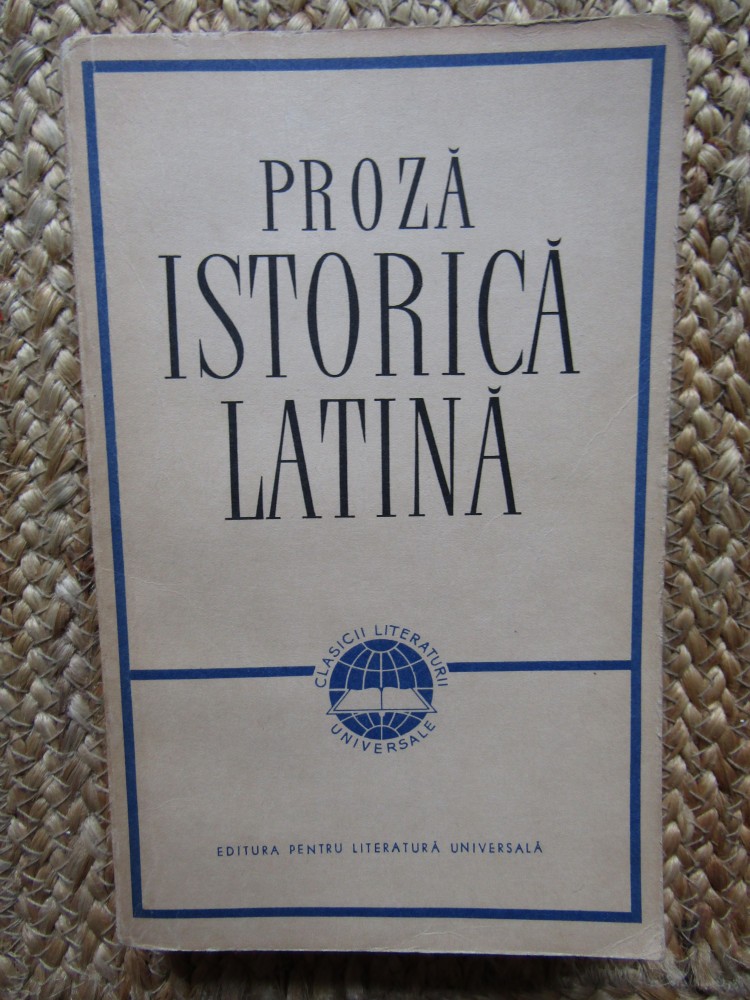 PROZĂ
ISTORICĂ
LATINĂ
CLASICII LITERATURII
UNIVERSALE
EDITURA PENTRU LITERATURĂ UNIVERSALĂ